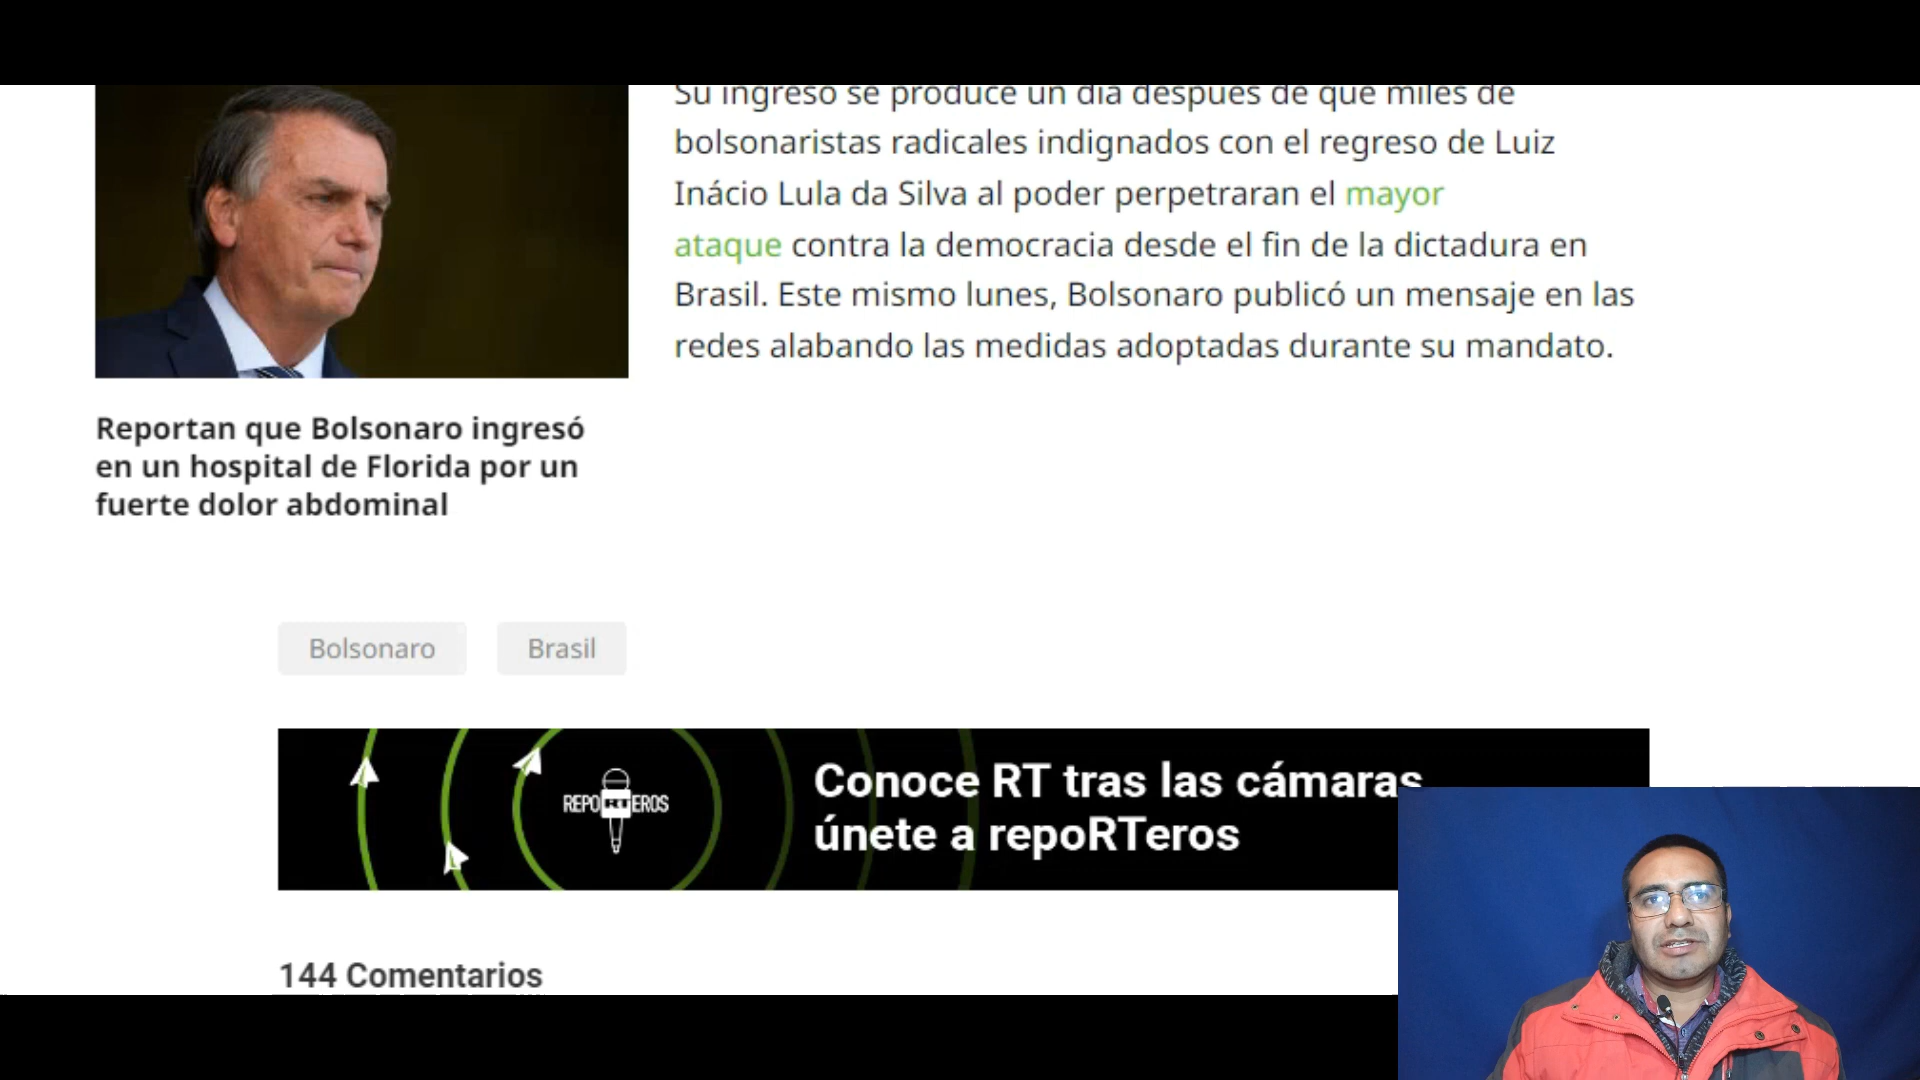 Su ingreso se produce un día después de que miles de
bolsonaristas radicales indignados con el regreso de Luiz
Inácio Lula da Silva al poder perpetraran el mayor
ataque contra la democracia desde el fin de la dictadura en
Brasil. Este mismo lunes, Bolsonaro publicó un mensaje en las
redes alabando las medidas adoptadas durante su mandato.
Reportan que Bolsonaro ingresó
en un hospital de Florida por un
fuerte dolor abdominal
Bolsonaro
Brasil
REPORTEROS
Conoce RT tras las cámaras
únete a repoRTeros
144 Comentarios